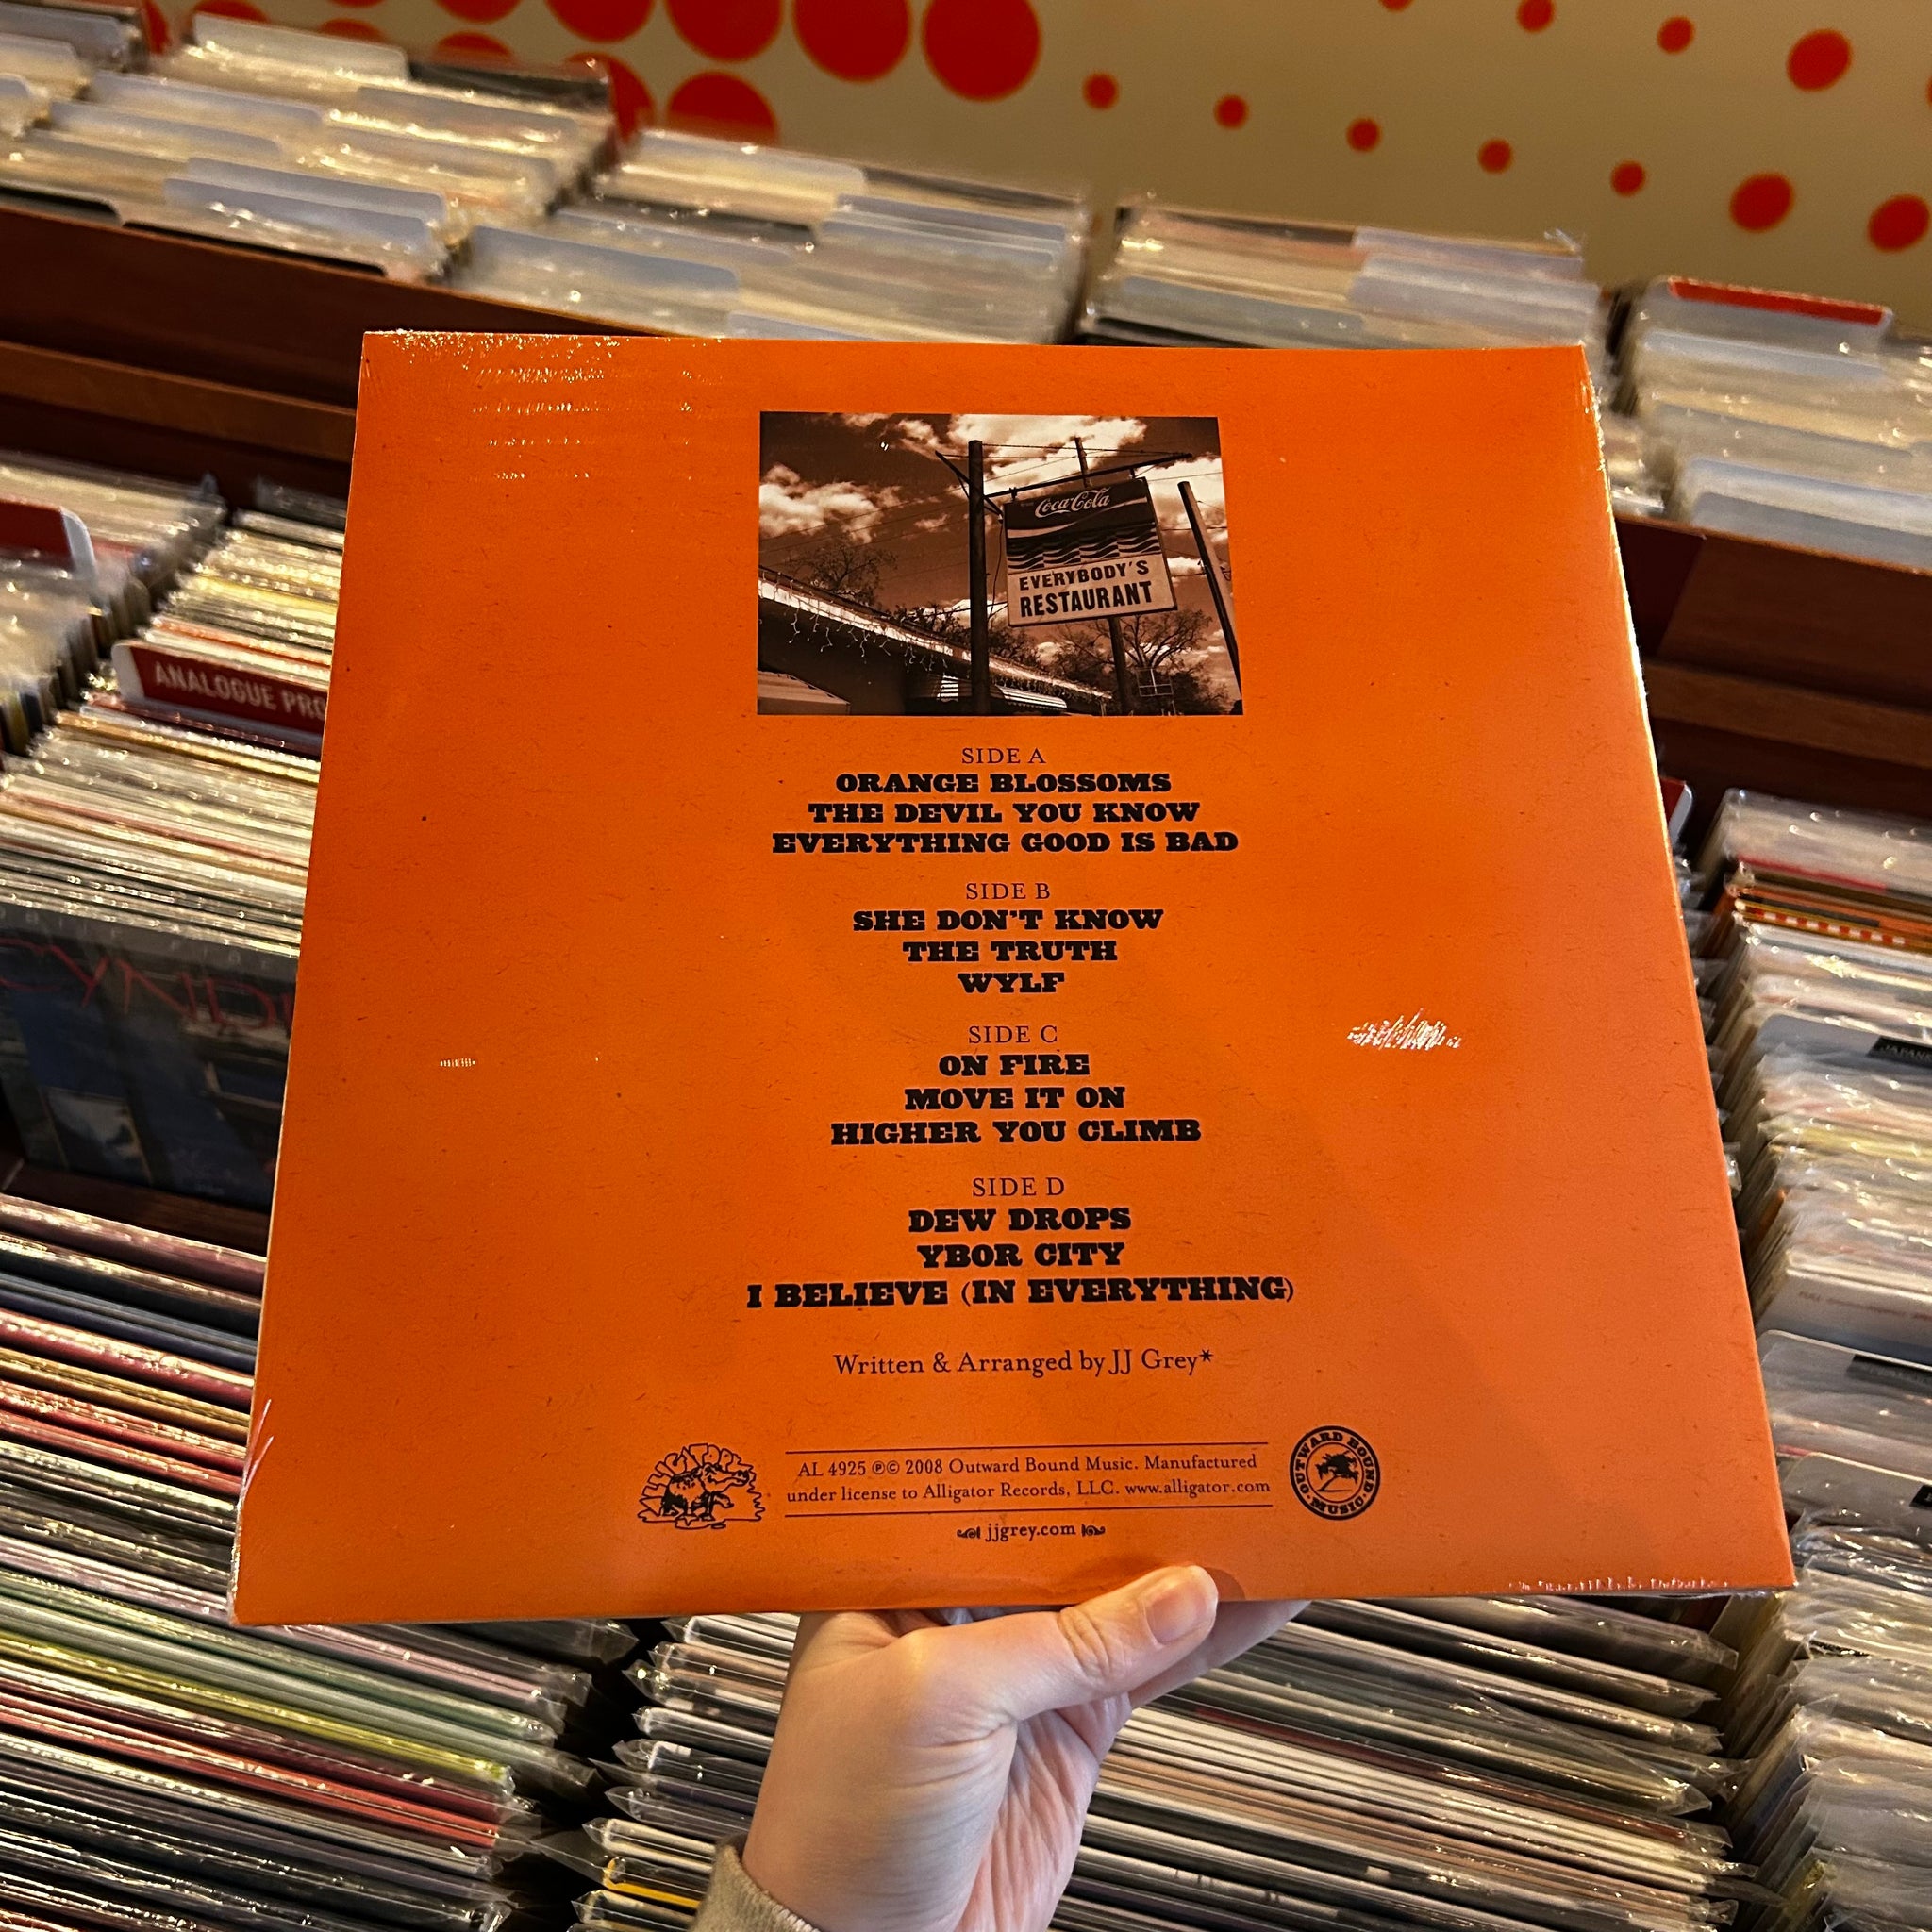 Coca-Cola
EVERYBODY'S
RESTAURANT
SIDE A
ORANGE BLOSSOMS
THE DEVIL YOU KNOW
EVERYTHING GOOD IS BAD
SIDE B
SHE DON'T KNOW
THE TRUTH
WYLF
SIDE C
ON FIRE
MOVE IT ON
HIGHER YOU CLIMB
SIDE D
DEW DROPS
YBOR CITY
I BELIEVE (IN EVERYTHING)
Written & Arranged by JJ Grey*
ALLIGATOR
AL 4925 ℗© 2008 Outward Bound Music. Manufactured
under license to Alligator Records, LLC. www.alligator.com
OUTWARD BOUND
MUSIC
jjgrey.com
ANALOGUE